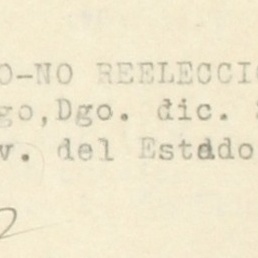 O-NO REELECCIO
go,Dgo. dic.
v. del Estado